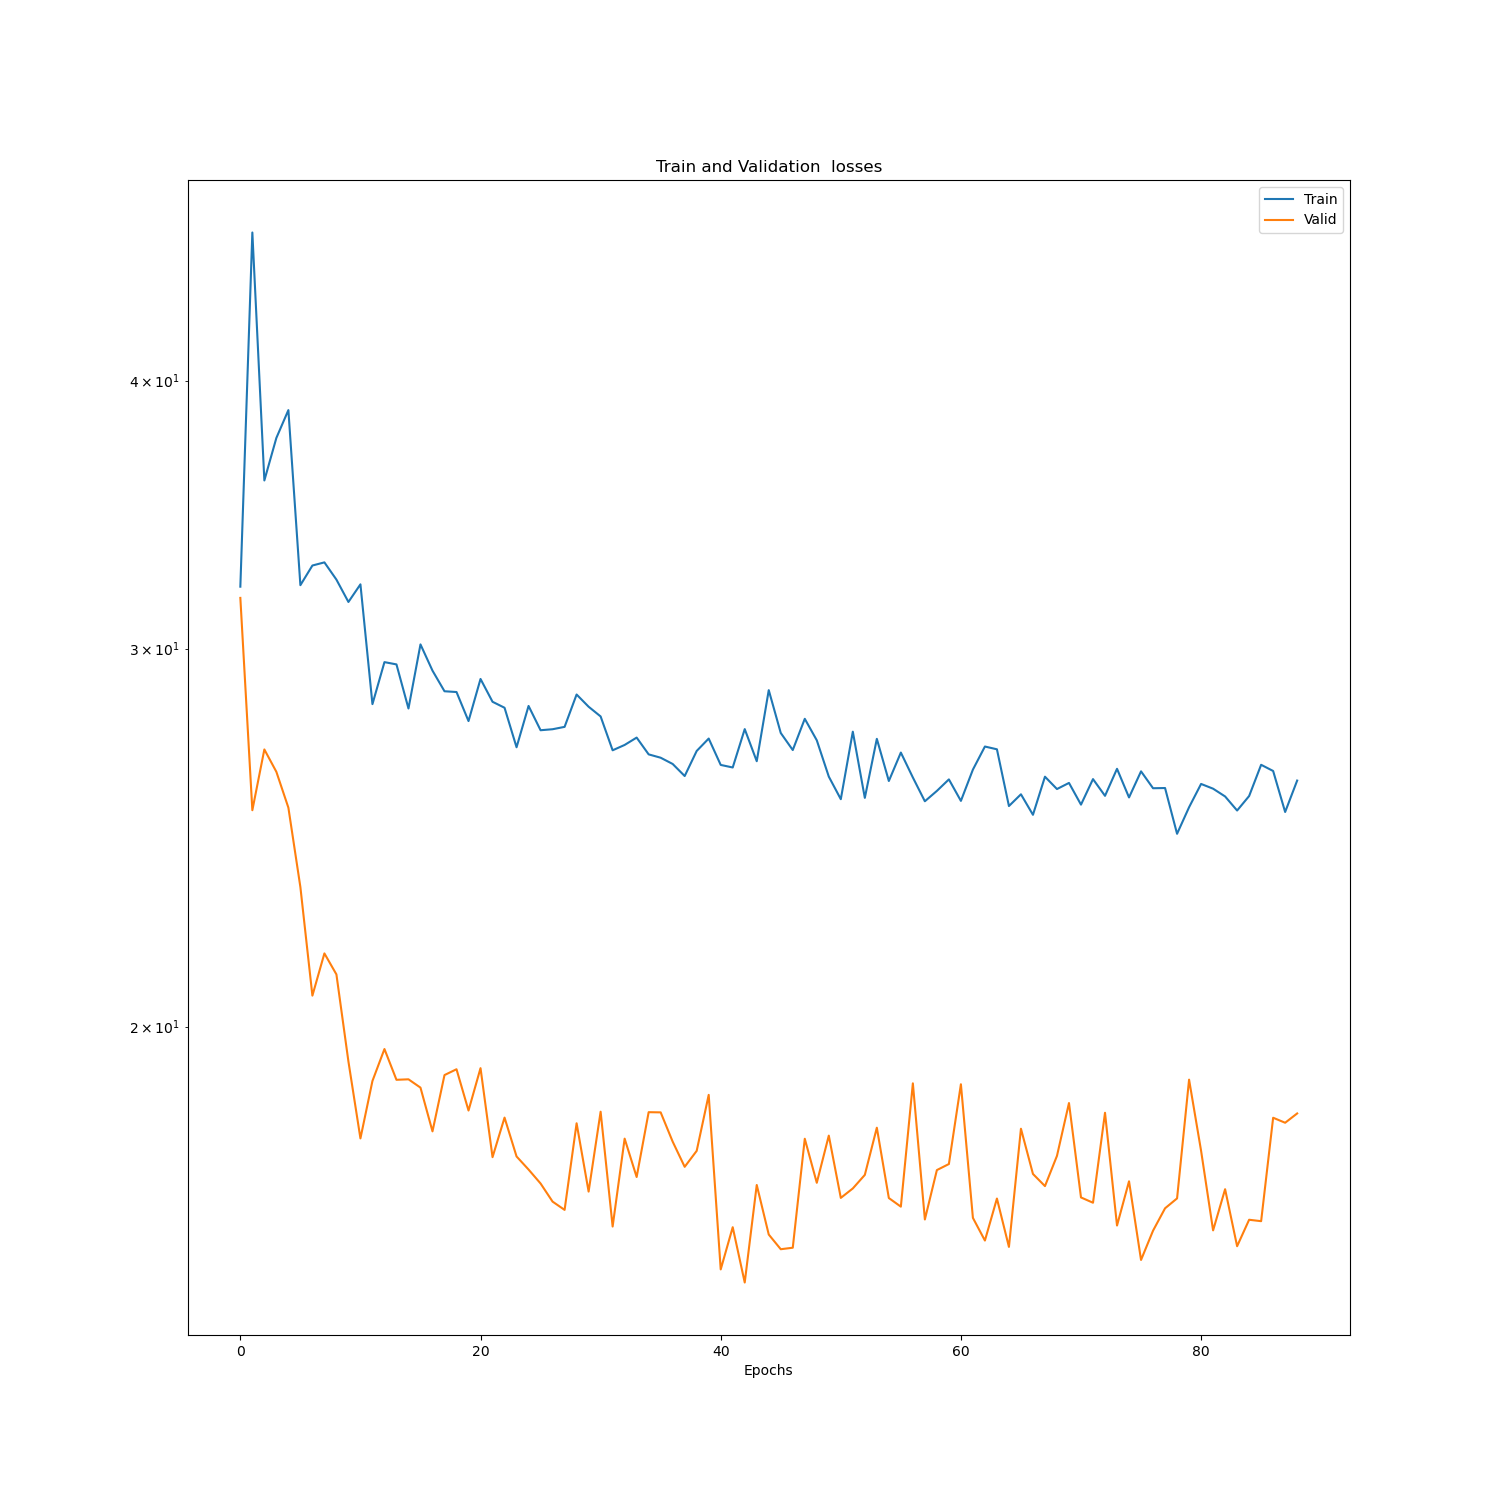 Train and Validation  losses
Train
Valid
4 × 10¹
3 × 10¹
2 × 10¹
0 20 40 60 80
Epochs